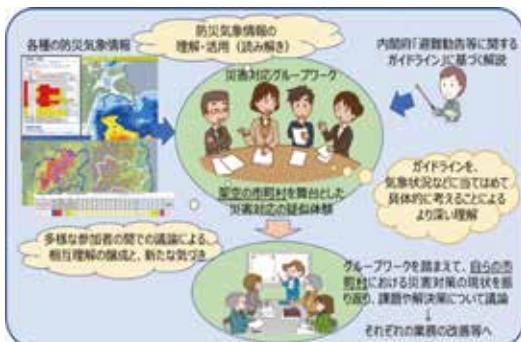 防災気象情報の
理解・活用（読み解き）
各種の防災気象情報
内閣府「避難勧告等に関する
ガイドライン」に基づく解説
災害対応グループワーク
架空の市町村を舞台とした
災害対応の疑似体験
ガイドラインを、
気象状況などに当てはめて
具体的に考えることによる
より深い理解
多様な参加者の間での議論による、
相互理解の醸成と、新たな気づき
グループワークを踏まえて、自らの市
町村における災害対策の現状を振
り返り、課題や解決策について議論
↓
それぞれの業務の改善等へ